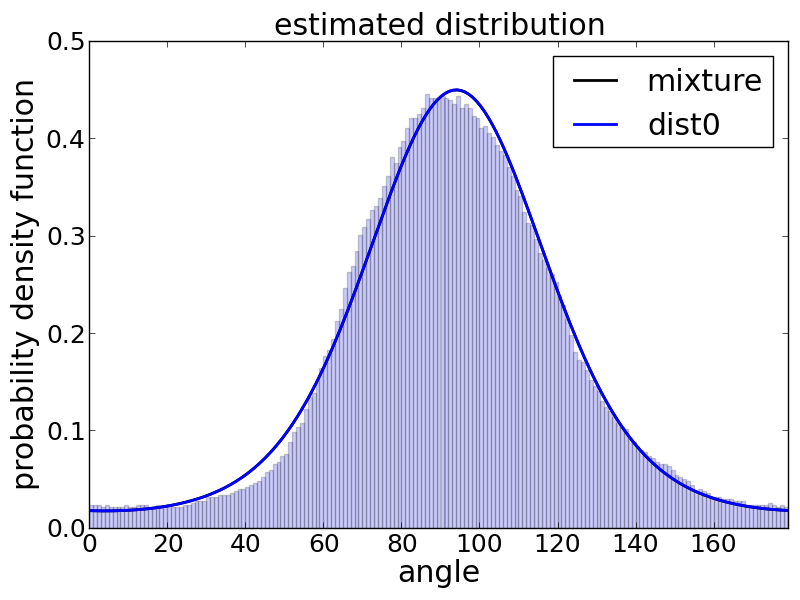 estimated distribution
0.5
0.4
0.3
0.2
0.1
0.0
probability density function
mixture
dist0
0 20 40 60 80 100 120 140 160
angle